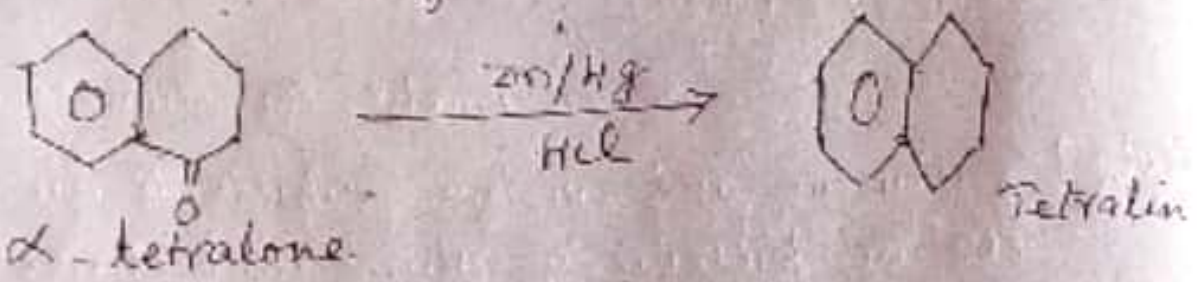 Zn/Hg
HCl
O
α - tetralone.
Tetralin